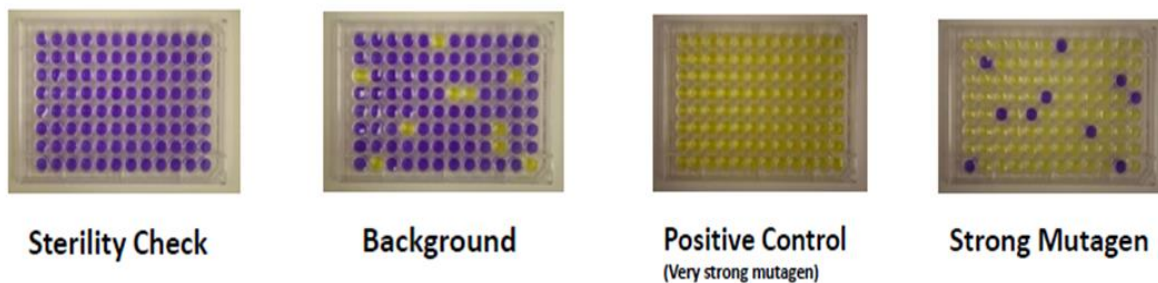 Sterility Check
Background
Positive Control
(Very strong mutagen)
Strong Mutagen